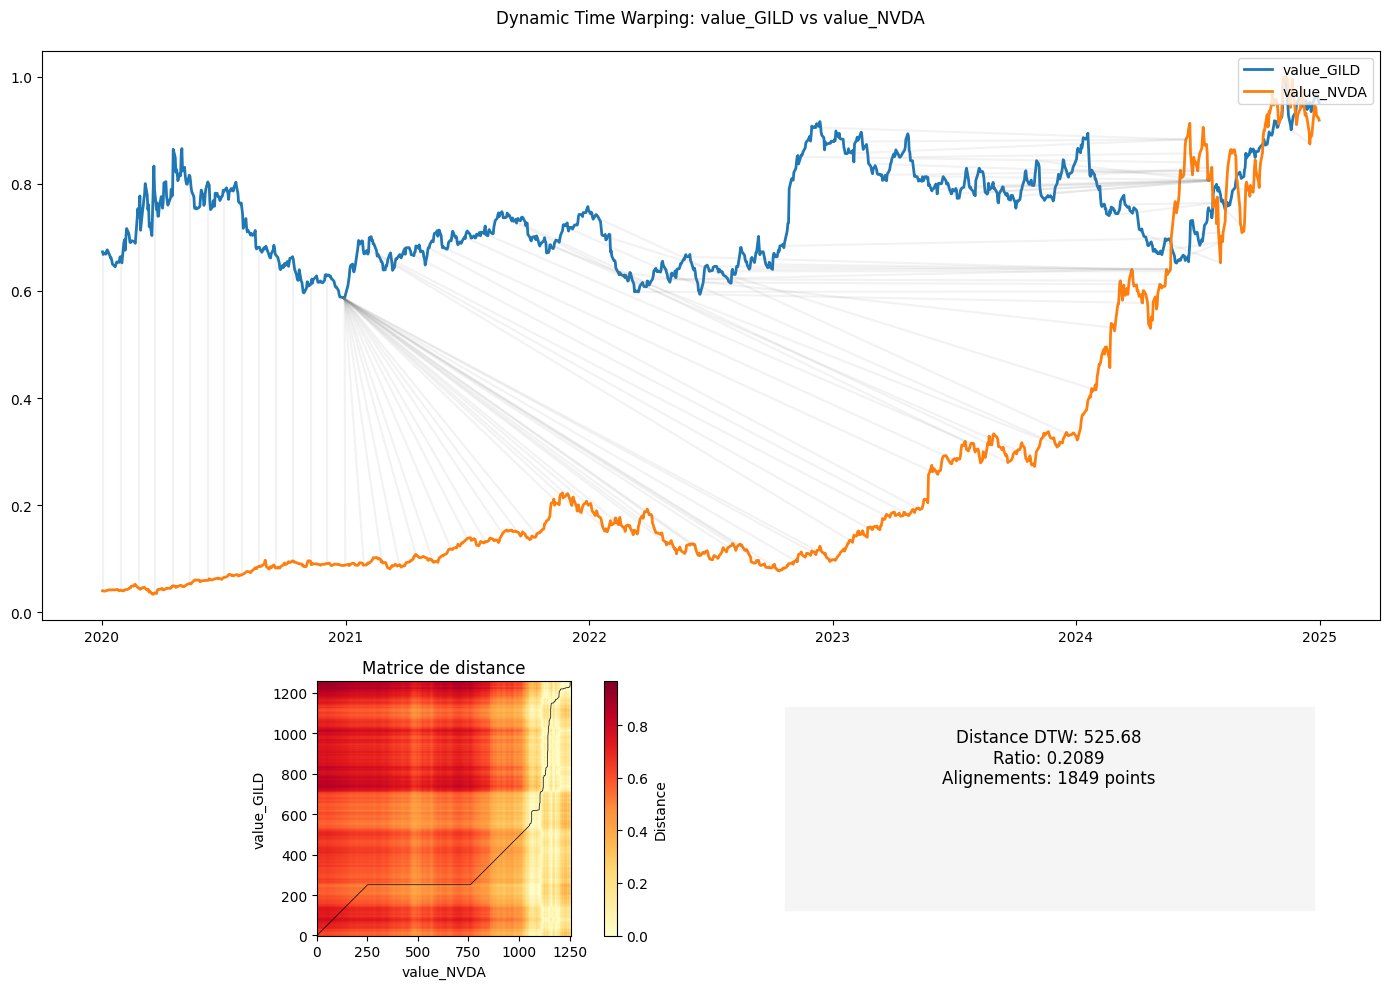 Dynamic Time Warping: value_GILD vs value_NVDA
value_GILD
value_NVDA
1.0
0.8
0.6
0.4
0.2
0.0
2020 2021 2022 2023 2024 2025
Matrice de distance
1200
1000
800
600
400
200
0
value_GILD
0 250 500 750 1000 1250
value_NVDA
0.8
0.6
0.4
0.2
0.0
Distance
Distance DTW: 525.68
Ratio: 0.2089
Alignements: 1849 points